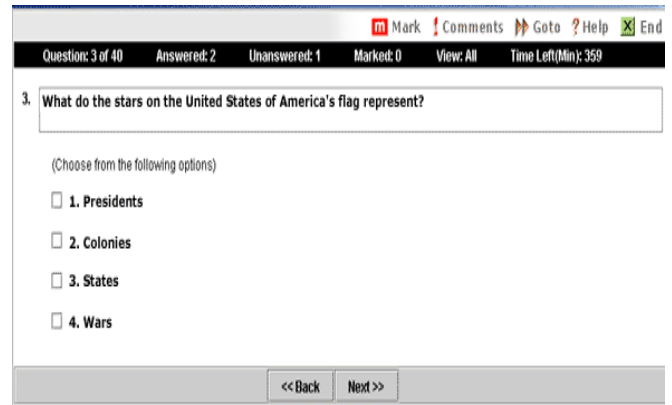 m Mark ! Comments Goto ? Help X End
Question: 3 of 40 Answered: 2 Unanswered: 1 Marked: 0 View: All Time Left(Min): 359
3. What do the stars on the United States of America's flag represent?
(Choose from the following options)
1. Presidents
2. Colonies
3. States
4. Wars
<< Back Next >>